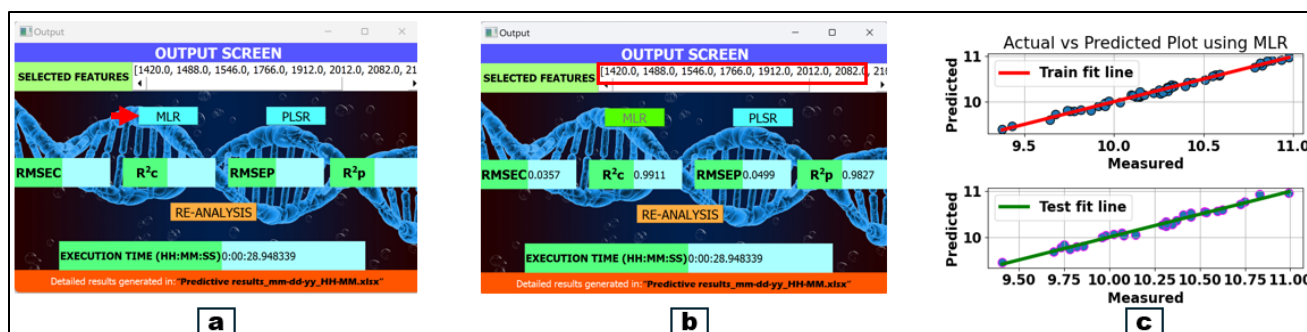 Output
OUTPUT SCREEN
SELECTED FEATURES [1420.0, 1488.0, 1546.0, 1766.0, 1912.0, 2012.0, 2082.0, 21
MLR PLSR
RMSEC R²c RMSEP R²p
RE-ANALYSIS
EXECUTION TIME (HH:MM:SS) 0:00:28.948339
Detailed results generated in: "Predictive results_mm-dd-yy_HH-MM.xlsx"
a
Output
OUTPUT SCREEN
SELECTED FEATURES [1420.0, 1488.0, 1546.0, 1766.0, 1912.0, 2012.0, 2082.0, 210
MLR PLSR
RMSEC 0.0357 R²c 0.9911 RMSEP 0.0499 R²p 0.9827
RE-ANALYSIS
EXECUTION TIME (HH:MM:SS) 0:00:28.948339
Detailed results generated in: "Predictive results_mm-dd-yy_HH-MM.xlsx"
b
Actual vs Predicted Plot using MLR
11
10
Predicted
Train fit line
9.5 10.0 10.5 11.0
Measured
11
10
Predicted
Test fit line
9.50 9.75 10.00 10.25 10.50 10.75 11.00
Measured
c